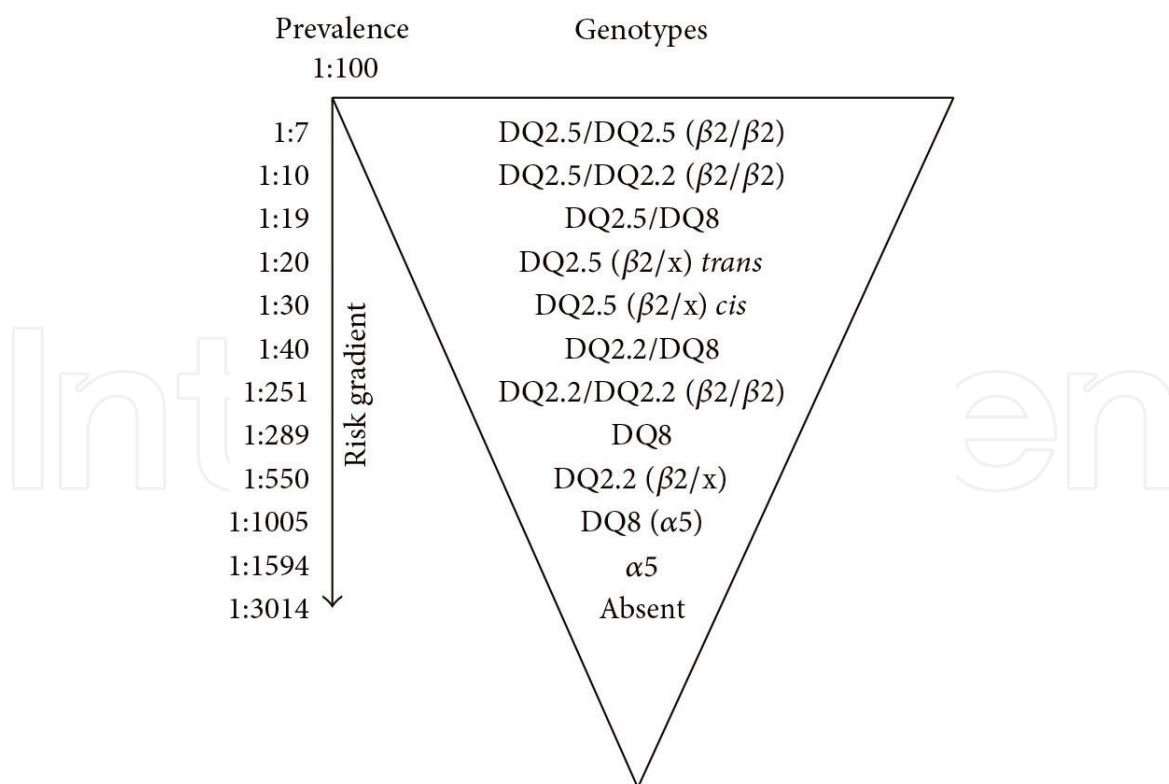 Prevalence Genotypes
1:100
1:7 DQ2.5/DQ2.5 (β2/β2)
1:10 DQ2.5/DQ2.2 (β2/β2)
1:19 DQ2.5/DQ8
1:20 DQ2.5 (β2/x) trans
1:30 DQ2.5 (β2/x) cis
1:40 DQ2.2/DQ8
1:251 DQ2.2/DQ2.2 (β2/β2)
1:289 DQ8
1:550 DQ2.2 (β2/x)
1:1005 DQ8 (α5)
1:1594 α5
1:3014 Absent
Risk gradient
Int en